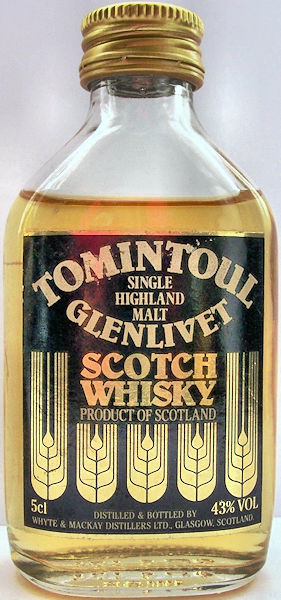 TOMINTOUL
SINGLE
HIGHLAND
MALT
GLENLIVET
SCOTCH
WHISKY
PRODUCT OF SCOTLAND
5cl 43% VOL
DISTILLED & BOTTLED BY
WHYTE & MACKAY DISTILLERS LTD., GLASGOW, SCOTLAND.